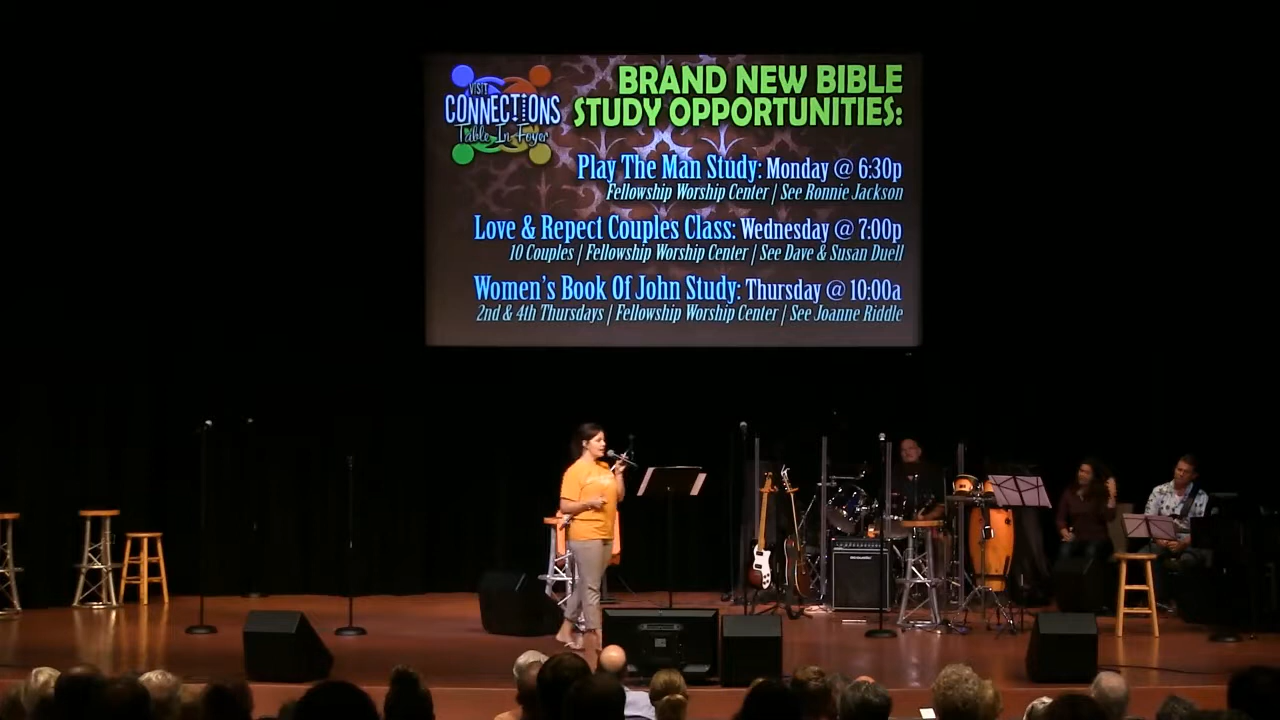 VISIT
CONNECTIONS
Table In Foyer
BRAND NEW BIBLE
STUDY OPPORTUNITIES:
Play The Man Study: Monday @ 6:30p
Fellowship Worship Center | See Ronnie Jackson
Love & Repect Couples Class: Wednesday @ 7:00p
10 Couples | Fellowship Worship Center | See Dave & Susan Duell
Women's Book Of John Study: Thursday @ 10:00a
2nd & 4th Thursdays | Fellowship Worship Center | See Joanne Riddle